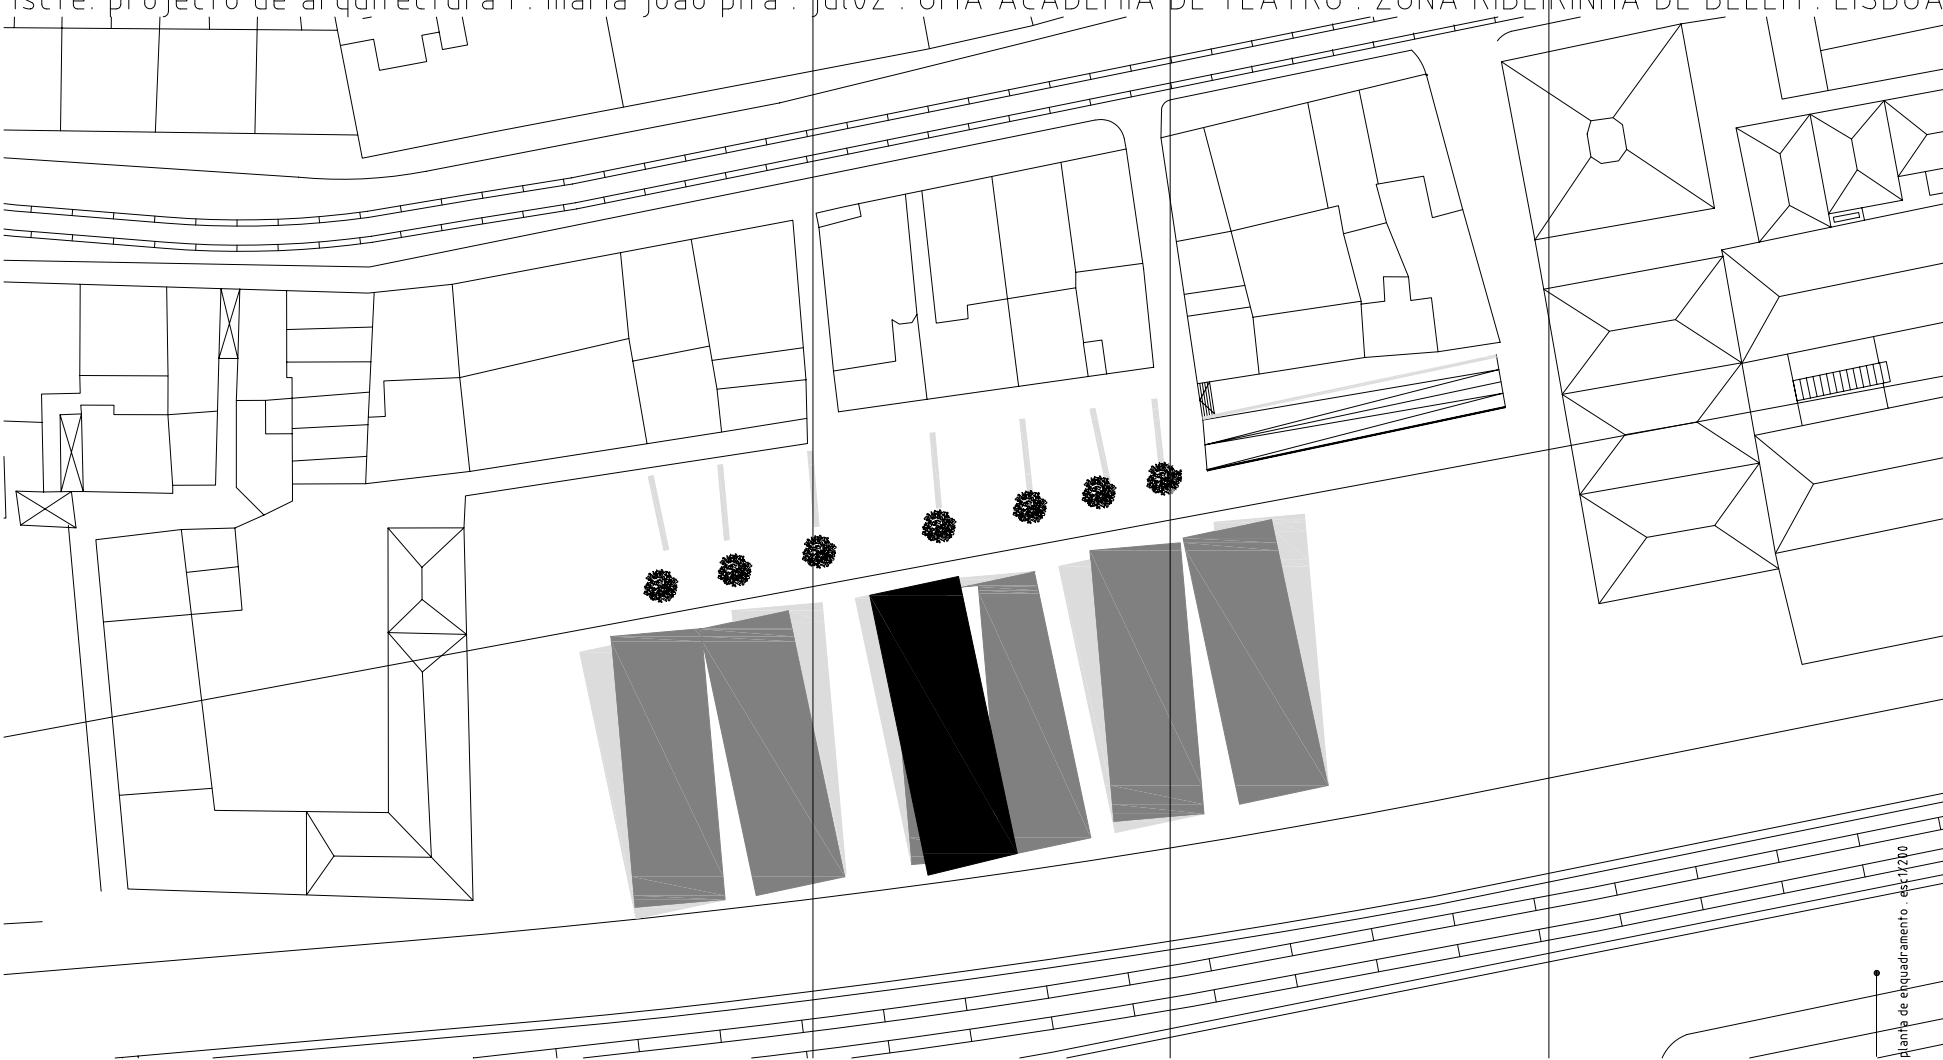 iscte. projecto de arquitectura I . maria joão pita . jul02 . UMA ACADEMIA DE TEATRO . ZONA RIBEIRINHA DE BELÉM . LISBOA
planta de enquadramento . esc1/200